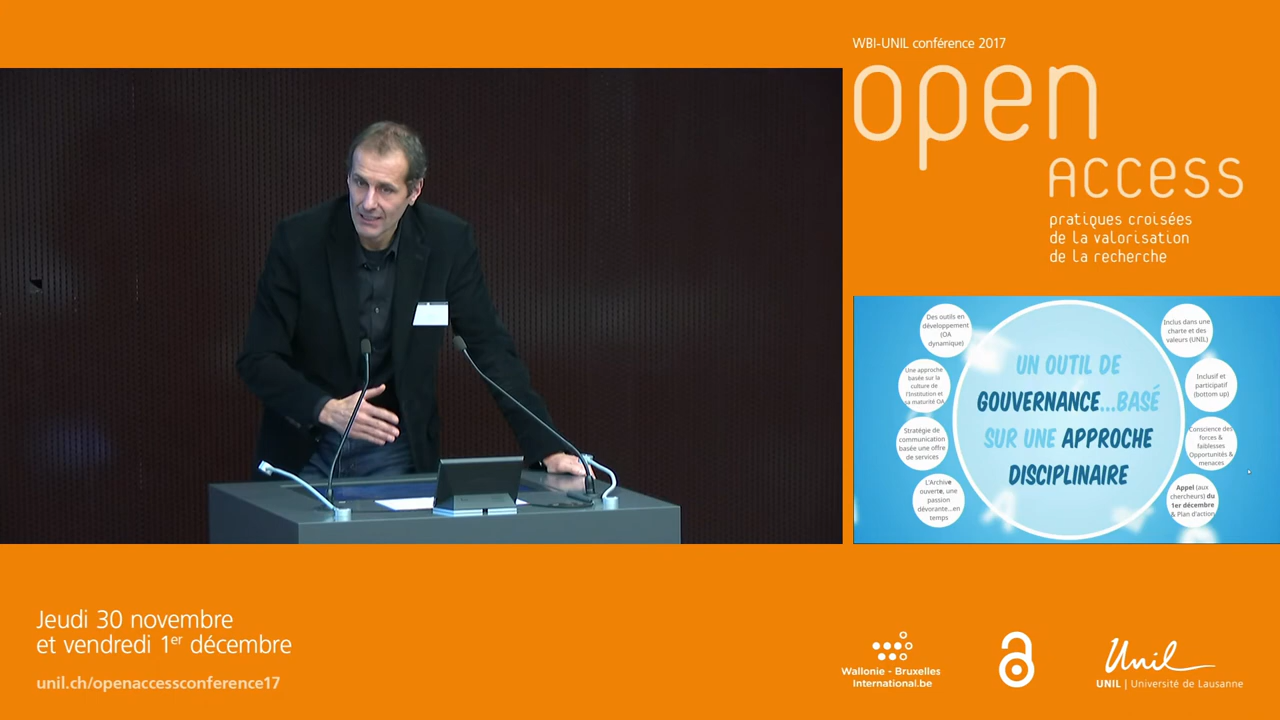 WBI-UNIL conférence 2017
open
access
pratiques croisées
de la valorisation
de la recherche
Des outils en
développement
(OA
dynamique)
Une approche
basée sur la
culture de
l'Institution et
sa maturité OA
Stratégie de
communication
basée une offre
de services
L'Archive
ouverte, une
passion
dévorante...en
temps
UN OUTIL DE
GOUVERNANCE...BASÉ
SUR UNE APPROCHE
DISCIPLINAIRE
Inclus dans une
charte et des
valeurs (UNIL)
Inclusif et
participatif
(bottom up)
Conscience des
forces &
faiblesses
Opportunités &
menaces
Appel (aux
chercheurs) du
1er décembre
& Plan d'action
Jeudi 30 novembre
et vendredi 1er décembre
unil.ch/openaccessconference17
Wallonie - Bruxelles
International.be
Unil
UNIL | Université de Lausanne